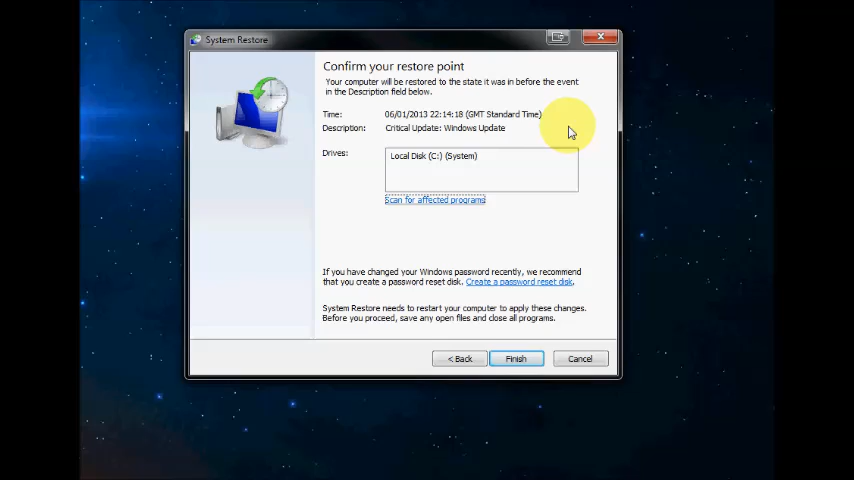 System Restore
Confirm your restore point
Your computer will be restored to the state it was in before the event
in the Description field below.
Time: 06/01/2013 22:14:18 (GMT Standard Time)
Description: Critical Update: Windows Update
Drives: Local Disk (C:) (System)
Scan for affected programs
If you have changed your Windows password recently, we recommend
that you create a password reset disk. Create a password reset disk.
System Restore needs to restart your computer to apply these changes.
Before you proceed, save any open files and close all programs.
< Back Finish Cancel